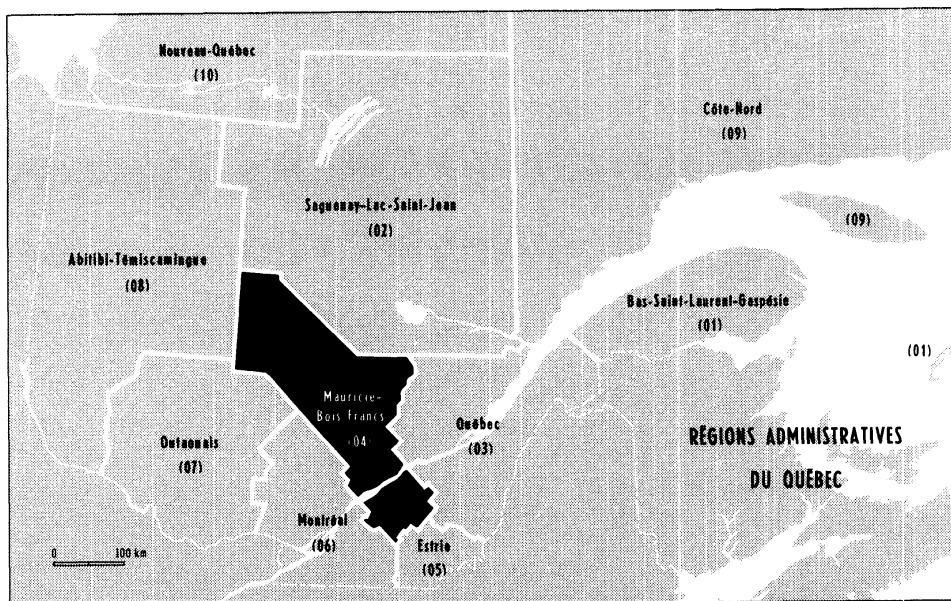 Nouveau-Québec
(10)
Côte-Nord
(09)
Saguenay-Lac-Saint-Jean
(02)
(09)
Abitibi-Témiscamingue
(08)
Bas-Saint-Laurent-Gaspésie
(01)
(01)
Mauricie-
Bois Francs
(04)
Québec
(03)
RÉGIONS ADMINISTRATIVES
DU QUÉBEC
Outaouais
(07)
Montréal
(06)
Estrie
(05)
0 100 km